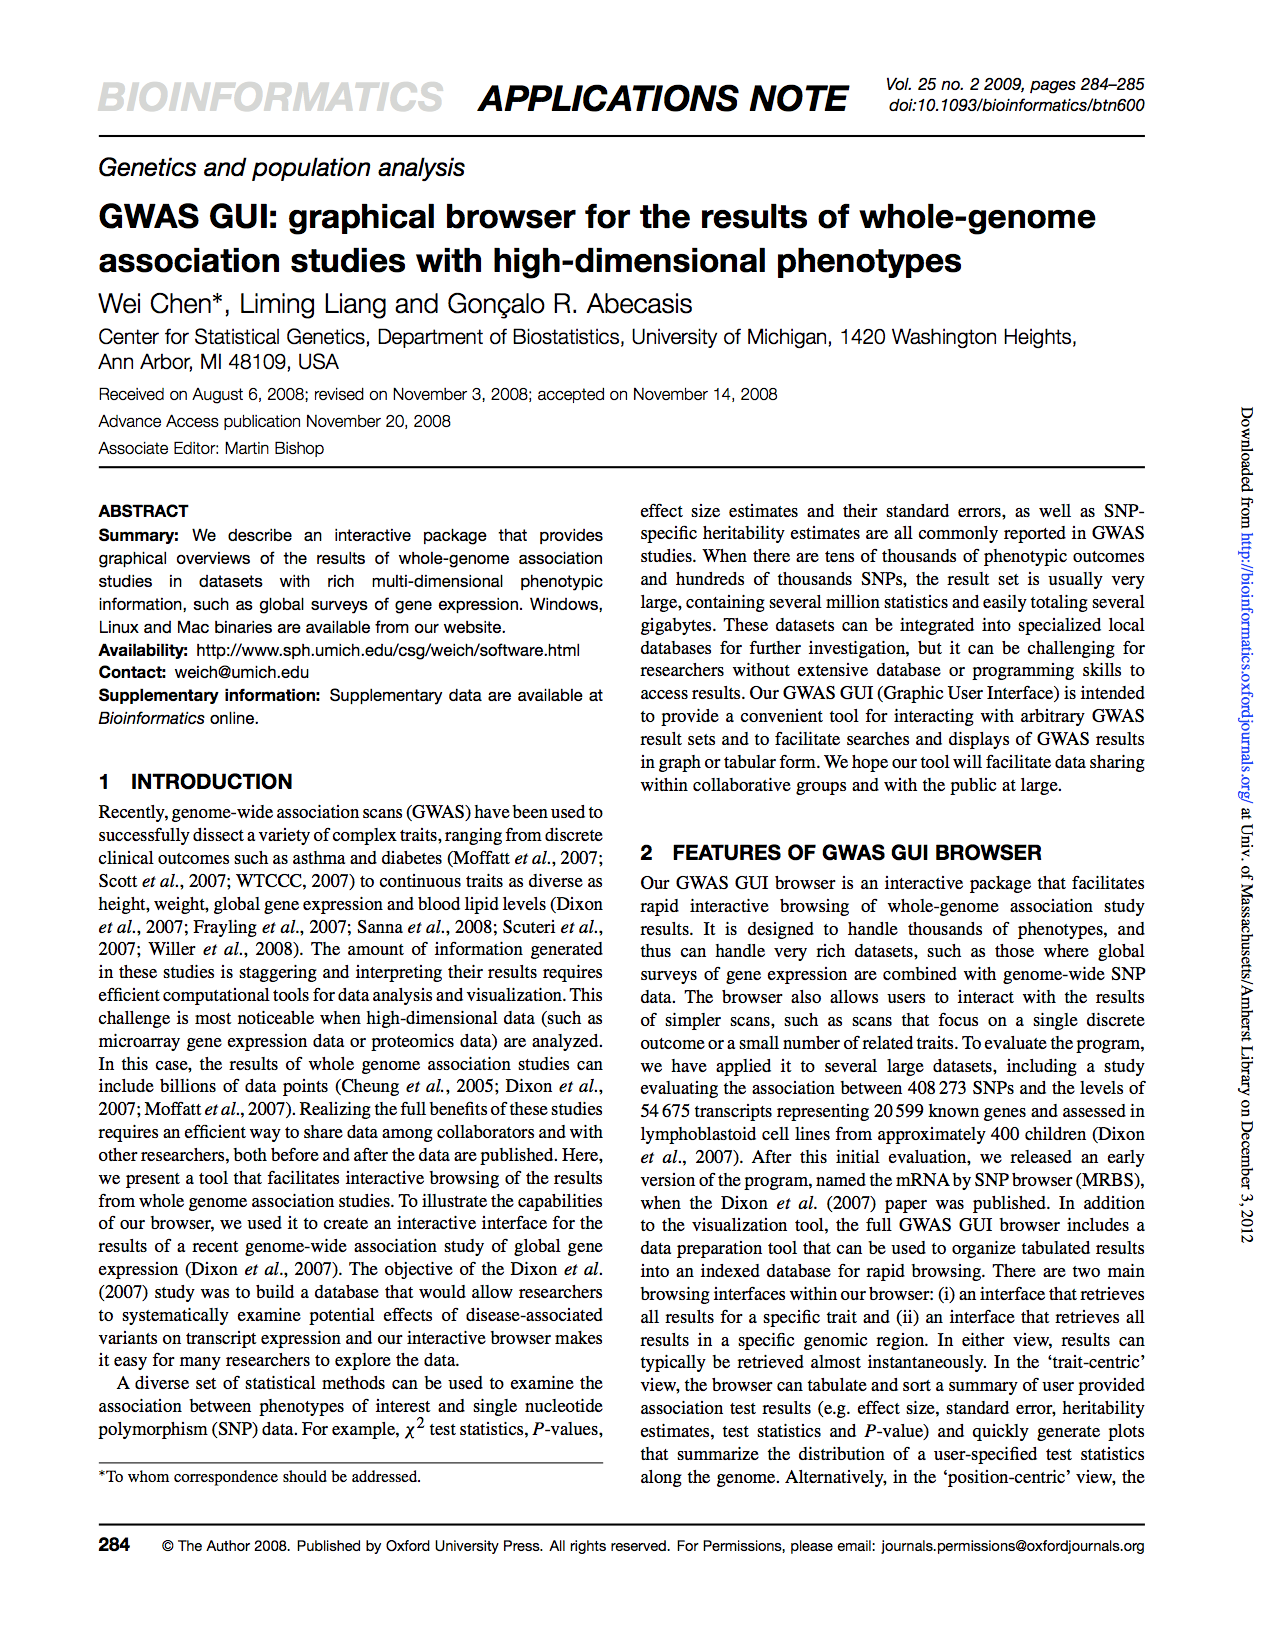 BIOINFORMATICS APPLICATIONS NOTE
Vol. 25 no. 2 2009, pages 284–285
doi:10.1093/bioinformatics/btn600
Genetics and population analysis
GWAS GUI: graphical browser for the results of whole-genome
association studies with high-dimensional phenotypes
Wei Chen*, Liming Liang and Gonçalo R. Abecasis
Center for Statistical Genetics, Department of Biostatistics, University of Michigan, 1420 Washington Heights,
Ann Arbor, MI 48109, USA
Received on August 6, 2008; revised on November 3, 2008; accepted on November 14, 2008
Advance Access publication November 20, 2008
Associate Editor: Martin Bishop
ABSTRACT
Summary: We describe an interactive package that provides
graphical overviews of the results of whole-genome association
studies in datasets with rich multi-dimensional phenotypic
information, such as global surveys of gene expression. Windows,
Linux and Mac binaries are available from our website.
Availability: http://www.sph.umich.edu/csg/weich/software.html
Contact: weich@umich.edu
Supplementary information: Supplementary data are available at
Bioinformatics online.
1 INTRODUCTION
Recently, genome-wide association scans (GWAS) have been used to
successfully dissect a variety of complex traits, ranging from discrete
clinical outcomes such as asthma and diabetes (Moffatt et al., 2007;
Scott et al., 2007; WTCCC, 2007) to continuous traits as diverse as
height, weight, global gene expression and blood lipid levels (Dixon
et al., 2007; Frayling et al., 2007; Sanna et al., 2008; Scuteri et al.,
2007; Willer et al., 2008). The amount of information generated
in these studies is staggering and interpreting their results requires
efficient computational tools for data analysis and visualization. This
challenge is most noticeable when high-dimensional data (such as
microarray gene expression data or proteomics data) are analyzed.
In this case, the results of whole genome association studies can
include billions of data points (Cheung et al., 2005; Dixon et al.,
2007; Moffatt et al., 2007). Realizing the full benefits of these studies
requires an efficient way to share data among collaborators and with
other researchers, both before and after the data are published. Here,
we present a tool that facilitates interactive browsing of the results
from whole genome association studies. To illustrate the capabilities
of our browser, we used it to create an interactive interface for the
results of a recent genome-wide association study of global gene
expression (Dixon et al., 2007). The objective of the Dixon et al.
(2007) study was to build a database that would allow researchers
to systematically examine potential effects of disease-associated
variants on transcript expression and our interactive browser makes
it easy for many researchers to explore the data.
A diverse set of statistical methods can be used to examine the
association between phenotypes of interest and single nucleotide
polymorphism (SNP) data. For example, χ² test statistics, P-values,
*To whom correspondence should be addressed.
effect size estimates and their standard errors, as well as SNP-
specific heritability estimates are all commonly reported in GWAS
studies. When there are tens of thousands of phenotypic outcomes
and hundreds of thousands SNPs, the result set is usually very
large, containing several million statistics and easily totaling several
gigabytes. These datasets can be integrated into specialized local
databases for further investigation, but it can be challenging for
researchers without extensive database or programming skills to
access results. Our GWAS GUI (Graphic User Interface) is intended
to provide a convenient tool for interacting with arbitrary GWAS
result sets and to facilitate searches and displays of GWAS results
in graph or tabular form. We hope our tool will facilitate data sharing
within collaborative groups and with the public at large.
2 FEATURES OF GWAS GUI BROWSER
Our GWAS GUI browser is an interactive package that facilitates
rapid interactive browsing of whole-genome association study
results. It is designed to handle thousands of phenotypes, and
thus can handle very rich datasets, such as those where global
surveys of gene expression are combined with genome-wide SNP
data. The browser also allows users to interact with the results
of simpler scans, such as scans that focus on a single discrete
outcome or a small number of related traits. To evaluate the program,
we have applied it to several large datasets, including a study
evaluating the association between 408 273 SNPs and the levels of
54 675 transcripts representing 20 599 known genes and assessed in
lymphoblastoid cell lines from approximately 400 children (Dixon
et al., 2007). After this initial evaluation, we released an early
version of the program, named the mRNA by SNP browser (MRBS),
when the Dixon et al. (2007) paper was published. In addition
to the visualization tool, the full GWAS GUI browser includes a
data preparation tool that can be used to organize tabulated results
into an indexed database for rapid browsing. There are two main
browsing interfaces within our browser: (i) an interface that retrieves
all results for a specific trait and (ii) an interface that retrieves all
results in a specific genomic region. In either view, results can
typically be retrieved almost instantaneously. In the ‘trait-centric’
view, the browser can tabulate and sort a summary of user provided
association test results (e.g. effect size, standard error, heritability
estimates, test statistics and P-value) and quickly generate plots
that summarize the distribution of a user-specified test statistics
along the genome. Alternatively, in the ‘position-centric’ view, the
284 © The Author 2008. Published by Oxford University Press. All rights reserved. For Permissions, please email: journals.permissions@oxfordjournals.org
Downloaded from http://bioinformatics.oxfordjournals.org/ at Univ. of Massachusetts/Amherst Library on December 3, 2012